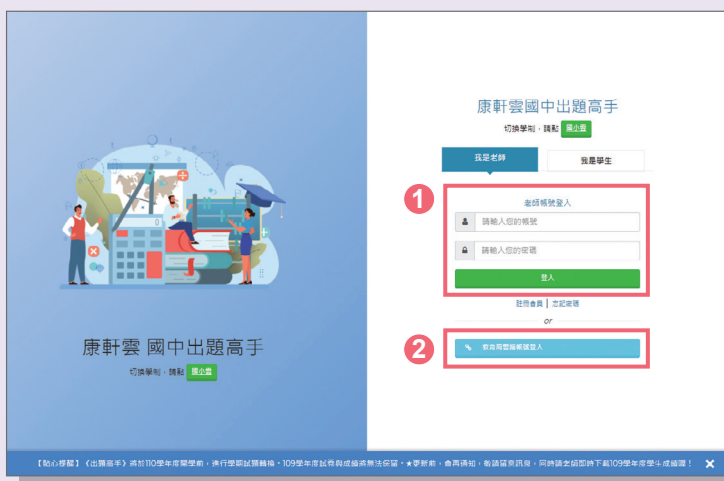 康軒雲 國中出題高手
切換學制，請點 國小雲
康軒雲國中出題高手
切換學制，請點 國小雲
我是老師
我是學生
1
老師帳號登入
請輸入您的帳號
請輸入您的密碼
登入
註冊會員 | 忘記密碼
or
2
教育局雲端帳號登入
【貼心提醒】《出題高手》將於110學年度開學前，進行學期試題轉換，109學年度試卷與成績將無法保留。★更新前，會再通知，敬請留意訊息，同時請老師即時下載109學年度學生成績單！ ×